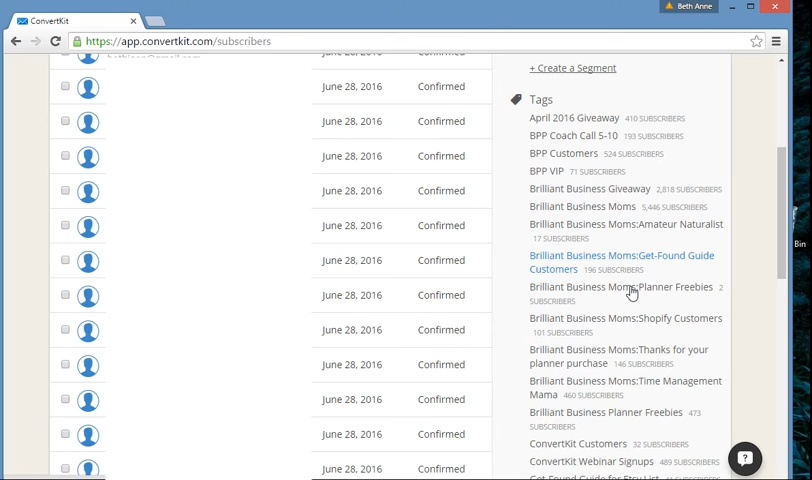 Beth Anne
ConvertKit
https://app.convertkit.com/subscribers
June 28, 2016 Confirmed
+ Create a Segment
June 28, 2016 Confirmed
Tags
April 2016 Giveaway 410 SUBSCRIBERS
June 28, 2016 Confirmed
BPP Coach Call 5-10 193 SUBSCRIBERS
BPP Customers 524 SUBSCRIBERS
June 28, 2016 Confirmed
BPP VIP 71 SUBSCRIBERS
June 28, 2016 Confirmed
Brilliant Business Giveaway 2,818 SUBSCRIBERS
Brilliant Business Moms 5,446 SUBSCRIBERS
June 28, 2016 Confirmed
Brilliant Business Moms:Amateur Naturalist
17 SUBSCRIBERS
Bin
June 28, 2016 Confirmed
Brilliant Business Moms:Get-Found Guide
Customers 196 SUBSCRIBERS
June 28, 2016 Confirmed
Brilliant Business Moms:Planner Freebies 2
SUBSCRIBERS
June 28, 2016 Confirmed
Brilliant Business Moms:Shopify Customers
101 SUBSCRIBERS
June 28, 2016 Confirmed
Brilliant Business Moms:Thanks for your
planner purchase 146 SUBSCRIBERS
June 28, 2016 Confirmed
Brilliant Business Moms:Time Management
Mama 460 SUBSCRIBERS
June 28, 2016 Confirmed
Brilliant Business Planner Freebies 473
SUBSCRIBERS
ConvertKit Customers 32 SUBSCRIBERS
June 28, 2016 Confirmed
ConvertKit Webinar Signups 489 SUBSCRIBERS
Get Found Guide for Etsy List 41 SUBSCRIBERS